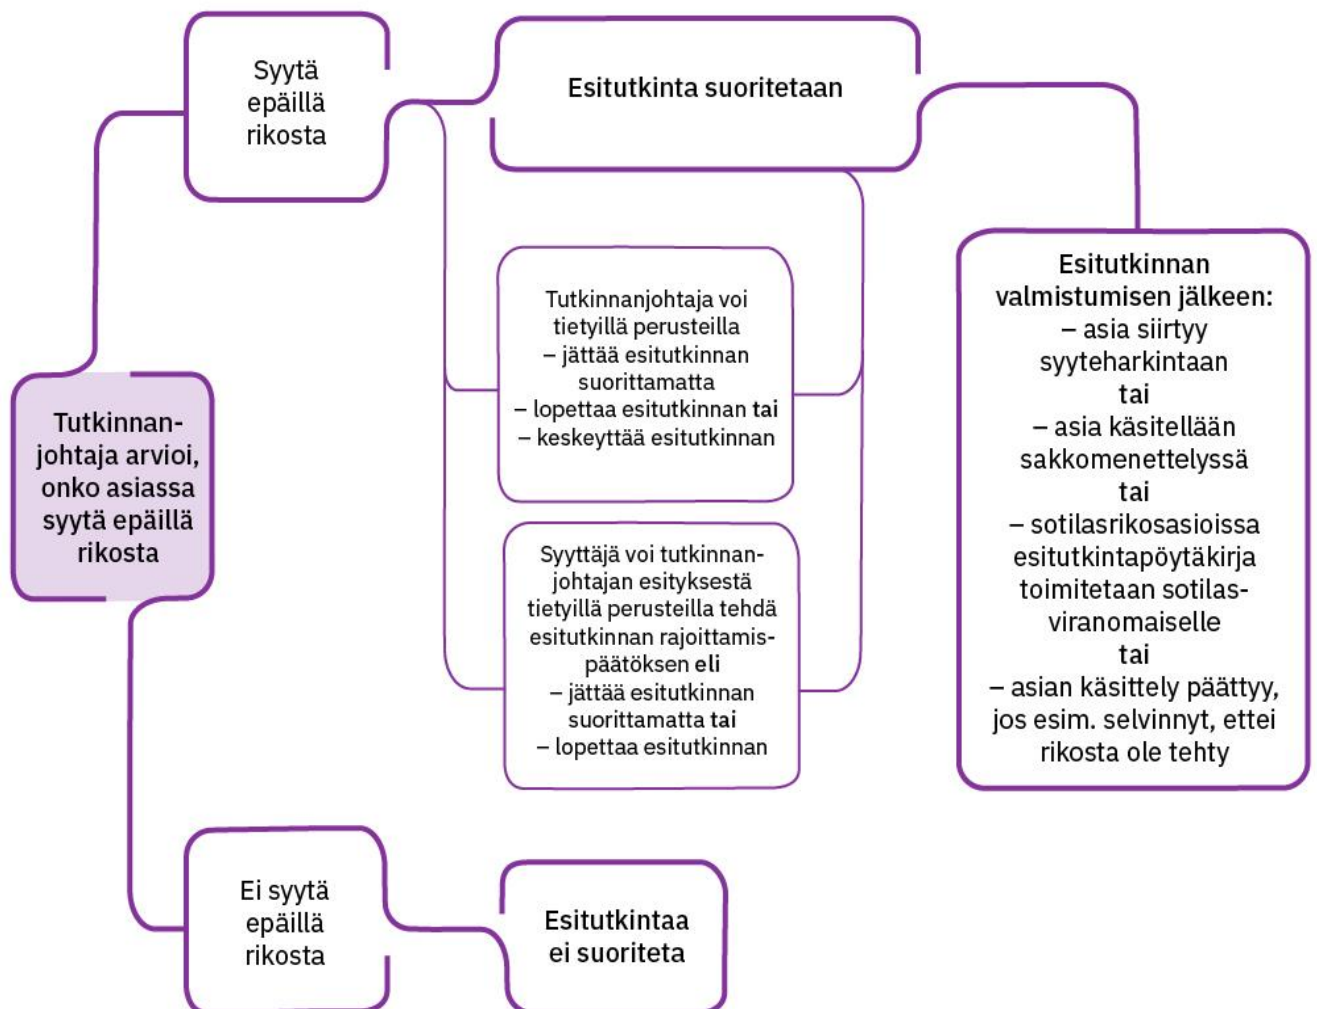 Tutkinnan-
johtaja arvioi,
onko asiassa
syytä epäillä
rikosta
Syytä
epäillä
rikosta
Esitutkinta suoritetaan
Tutkinnanjohtaja voi
tietyillä perusteilla
– jättää esitutkinnan
suorittamatta
– lopettaa esitutkinnan tai
– keskeyttää esitutkinnan
Syyttäjä voi tutkinnan-
johtajan esityksestä
tietyillä perusteilla tehdä
esitutkinnan rajoittamis-
päätöksen eli
– jättää esitutkinnan
suorittamatta tai
– lopettaa esitutkinnan
Esitutkinnan
valmistumisen jälkeen:
– asia siirtyy
syyteharkintaan
tai
– asia käsitellään
sakkomenettelyssä
tai
– sotilasrikosasioissa
esitutkintapöytäkirja
toimitetaan sotilas-
viranomaiselle
tai
– asian käsittely päättyy,
jos esim. selvinnyt, ettei
rikosta ole tehty
Ei syytä
epäillä
rikosta
Esitutkintaa
ei suoriteta